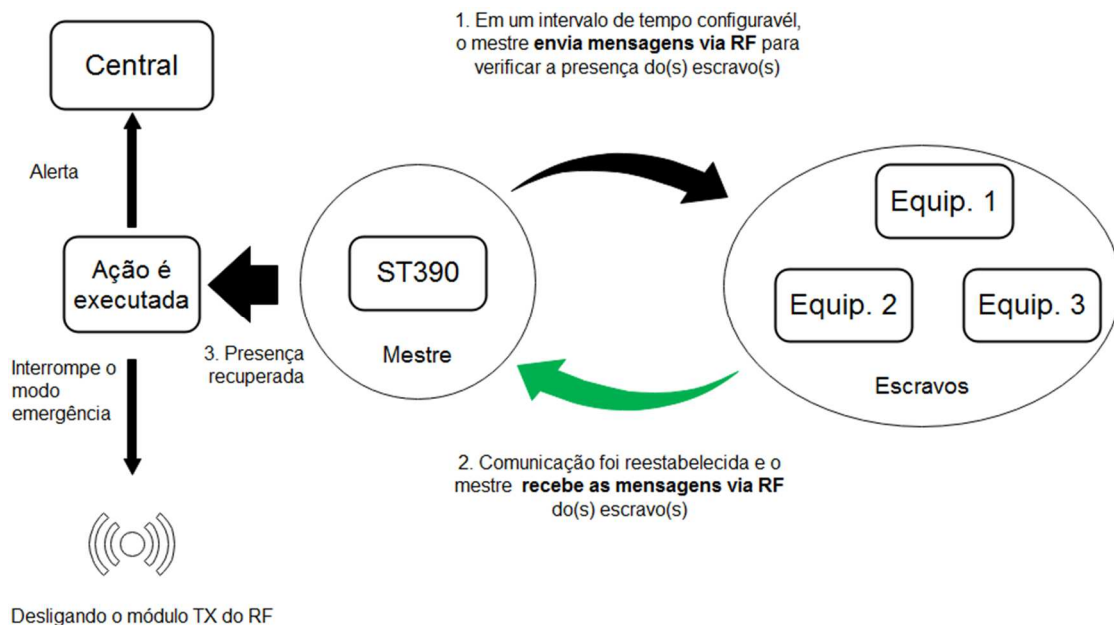 1. Em um intervalo de tempo configuravél,
o mestre envia mensagens via RF para
verificar a presença do(s) escravo(s)
Central
Alerta
Ação é
executada
3. Presença
recuperada
Interrompe o
modo
emergência
ST390
Mestre
Equip. 1
Equip. 2
Equip. 3
Escravos
2. Comunicação foi reestabelecida e o
mestre recebe as mensagens via RF
do(s) escravo(s)
Desligando o módulo TX do RF